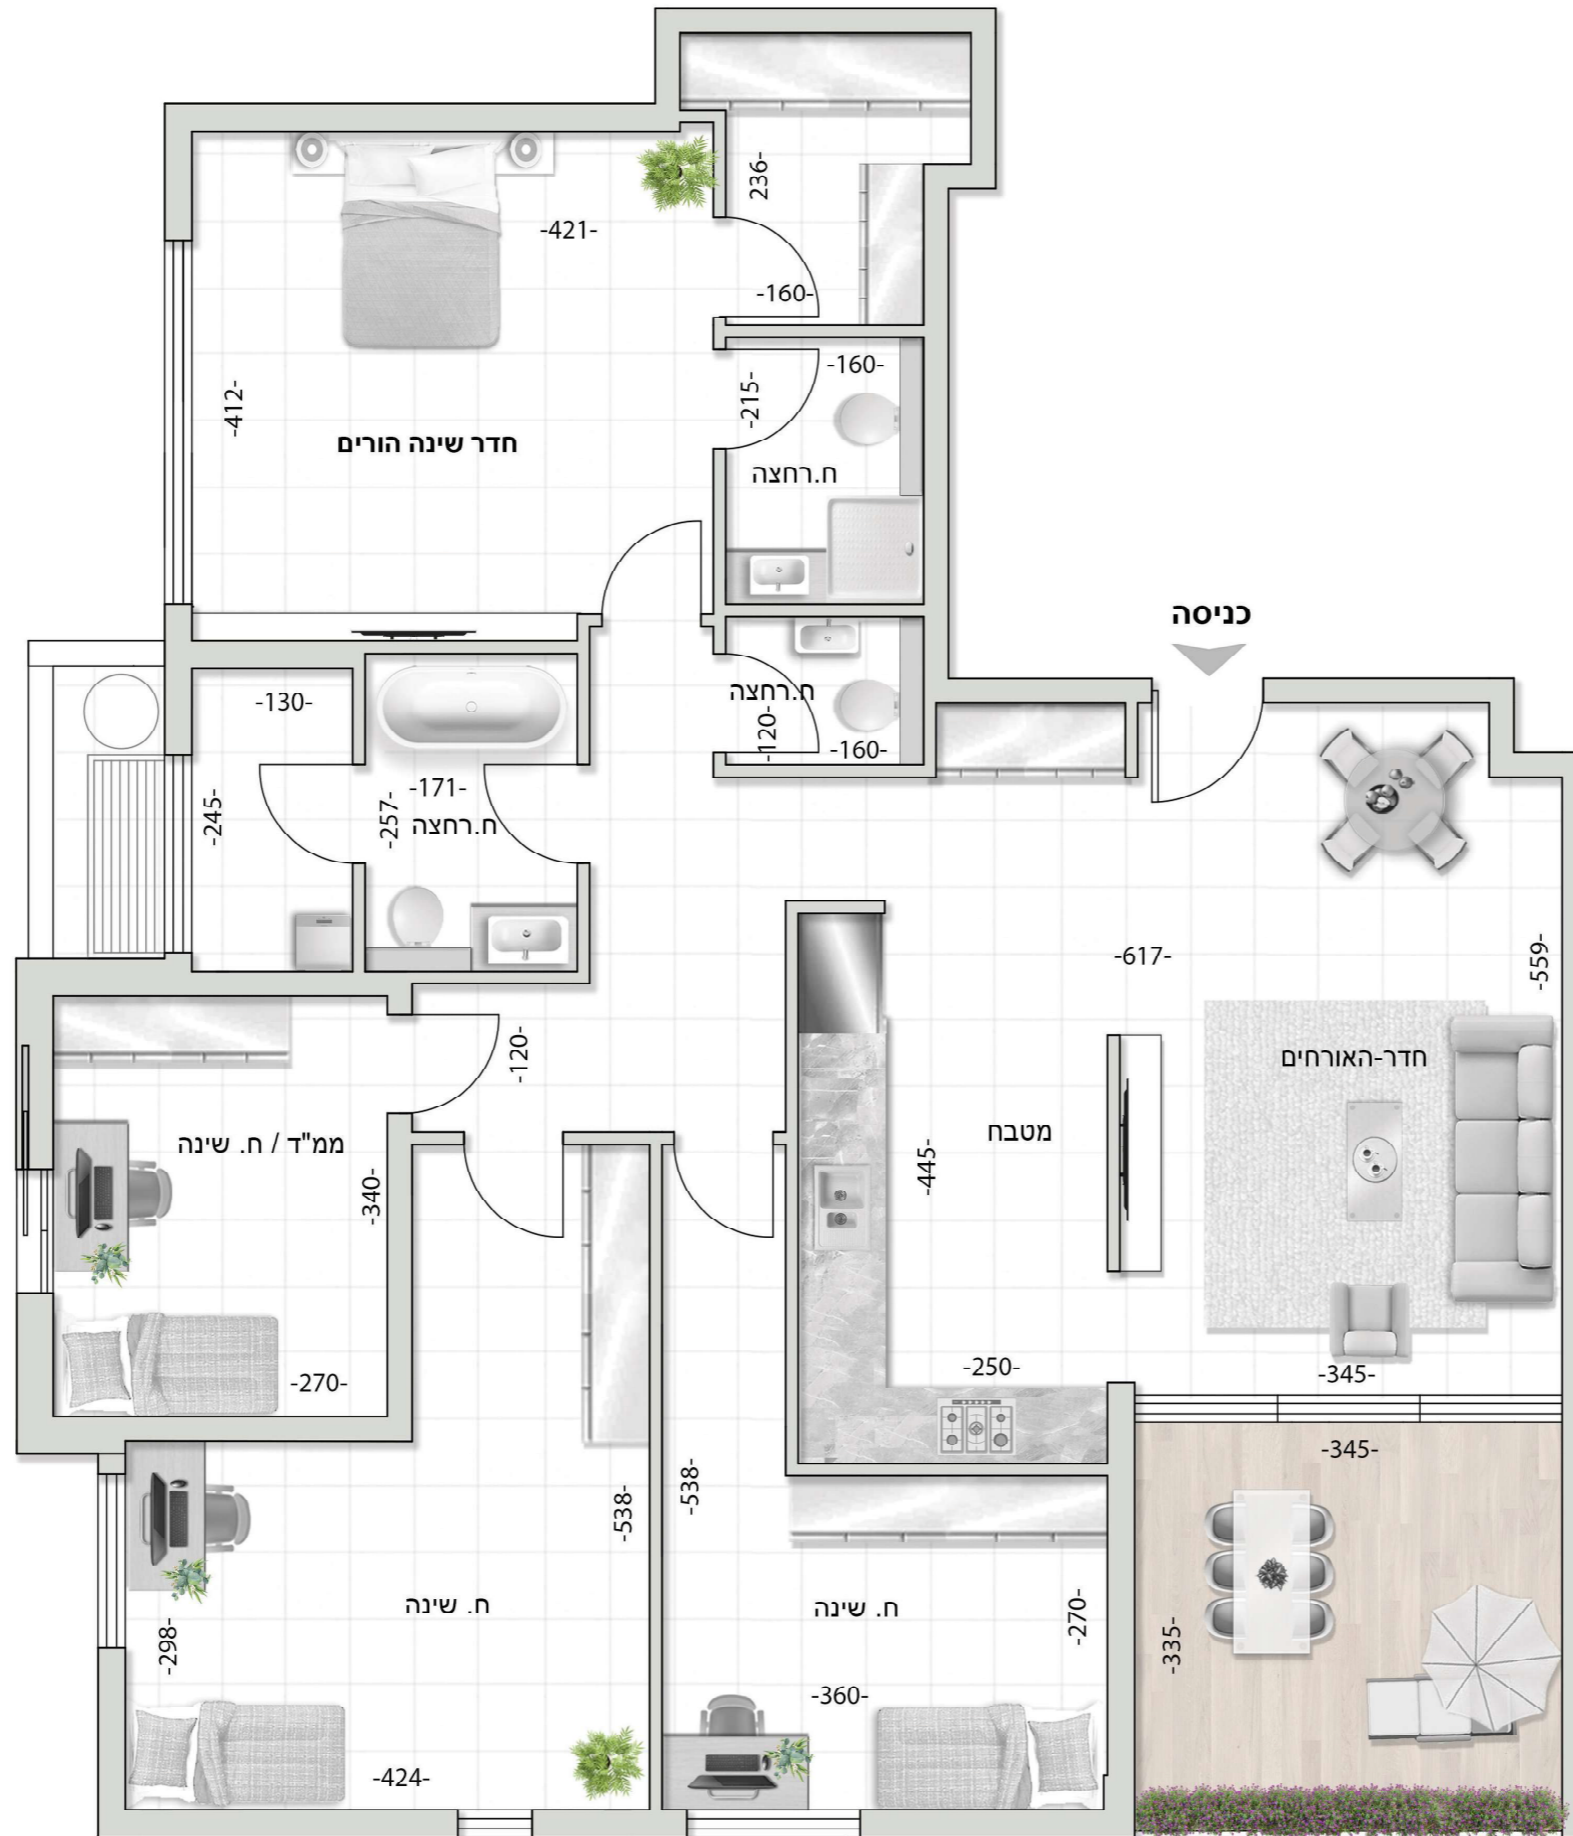 -236-
-421-
-160-
-160-
-215-
-412-
חדר שינה הורים
ח.רחצה
כניסה
ח.רחצה
-130-
-120-
-160-
-171-
-245-
-257-
ח.רחצה
-617-
-559-
-120-
חדר-האורחים
מטבח
ממ"ד / ח. שינה
-340-
-445-
-250-
-345-
-270-
-345-
-538-
-538-
ח. שינה
ח. שינה
-270-
-298-
-335-
-360-
-424-